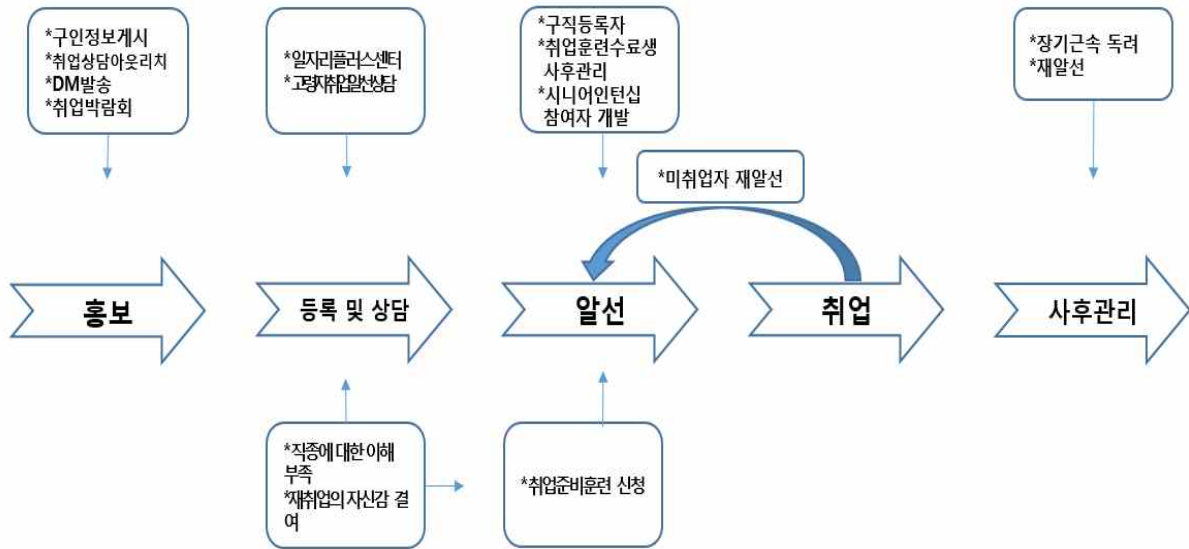 *구인정보게시
*취업상담아웃리치
*DM발송
*취업박람회
*일자리플러스센터
*고령자취업알선상담
*구직등록자
*취업훈련수료생
사후관리
*시니어인턴십
참여자 개발
*장기근속 독려
*재알선
*미취업자 재알선
홍보
등록 및 상담
알선
취업
사후관리
*직종에 대한 이해
부족
*재취업의 자신감 결
여
*취업준비훈련 신청